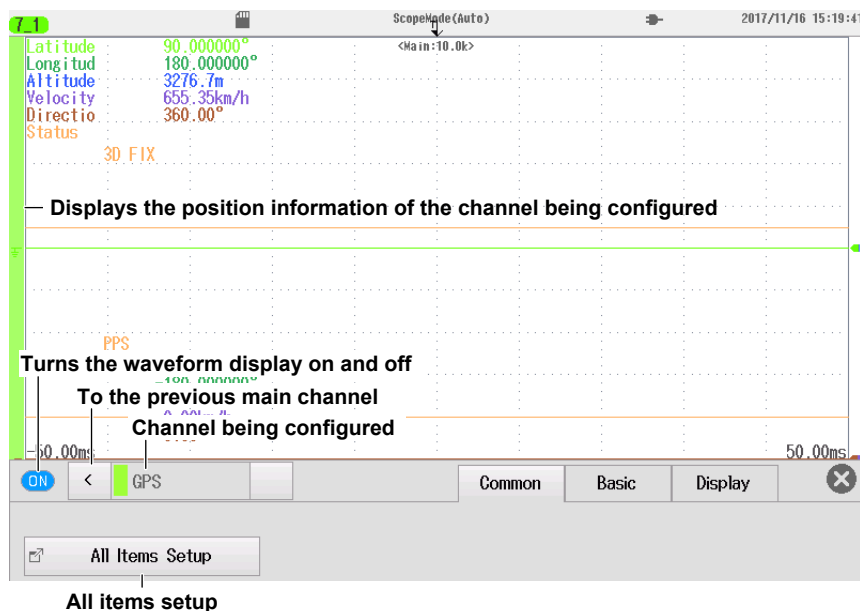 7_1 ScopeMode(Auto) 2017/11/16 15:19:41
<Main:10.0k>
Latitude 90.000000°
Longitud 180.000000°
Altitude 3276.7m
Velocity 655.35km/h
Directio 360.00°
Status
3D FIX
Displays the position information of the channel being configured
PPS
Turns the waveform display on and off
-180.000000°
To the previous main channel
Channel being configured
-50.00ms 50.00ms
ON < GPS Common Basic Display
All Items Setup
All items setup